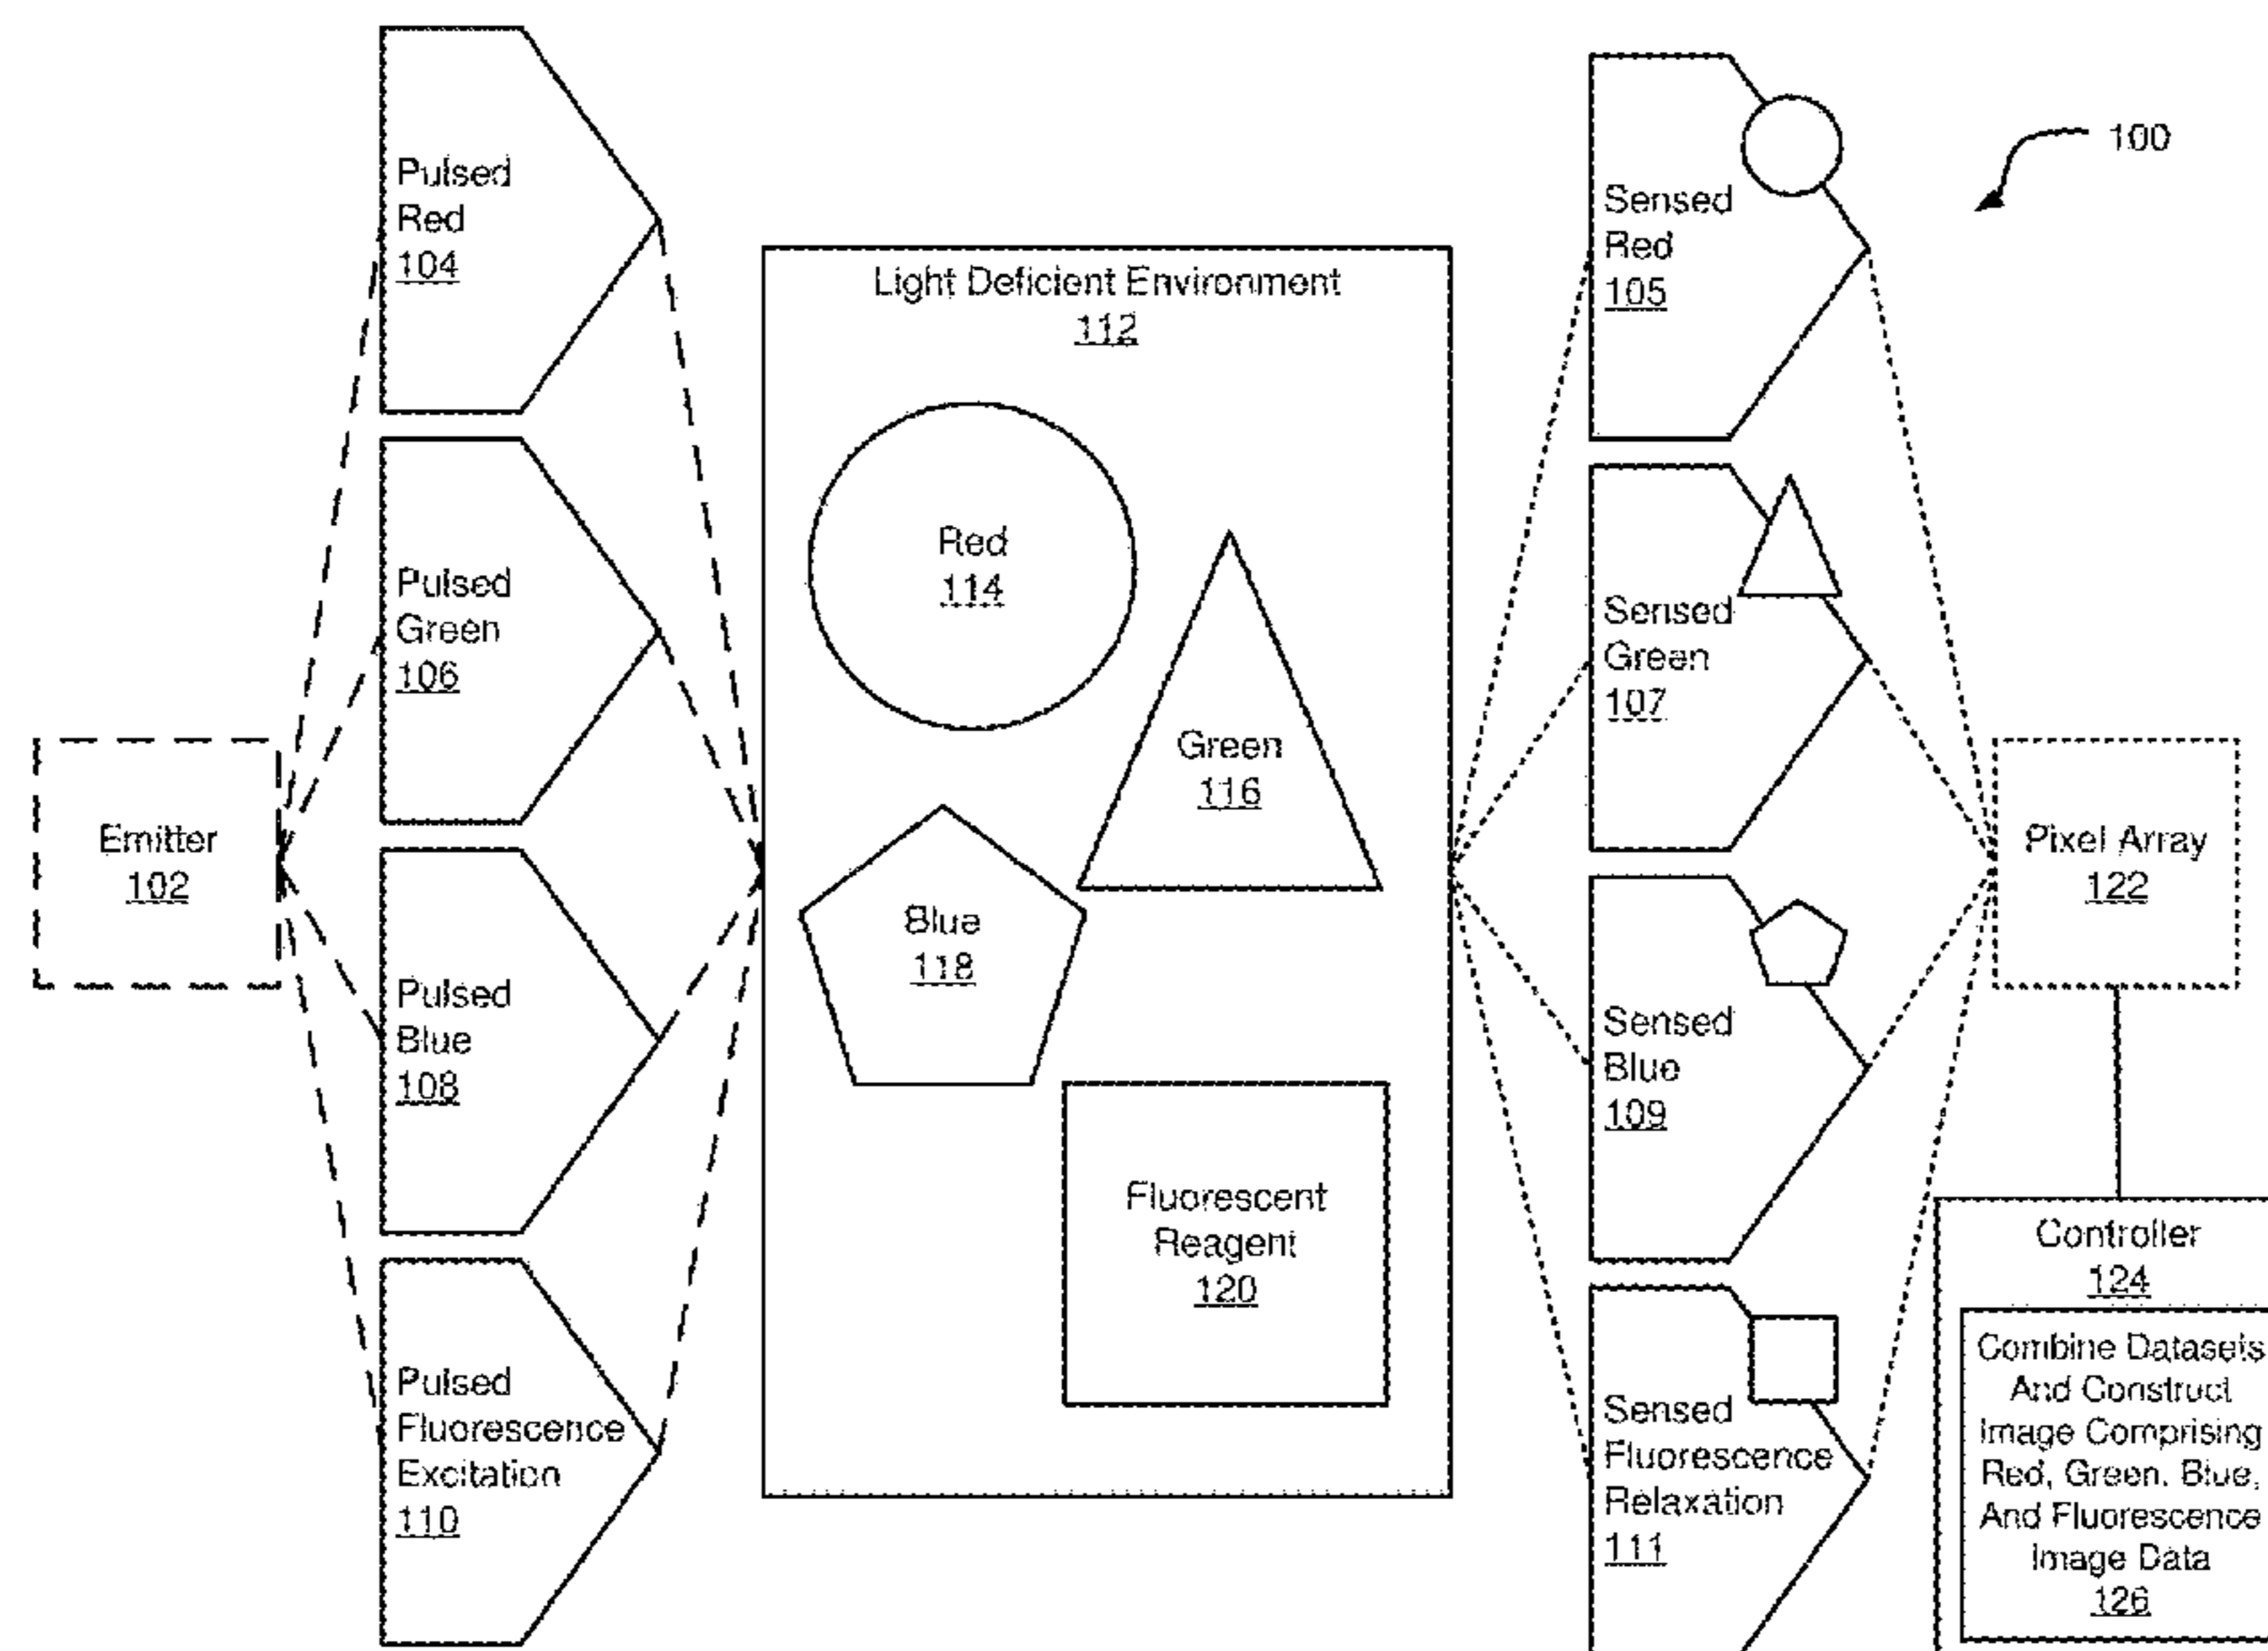 Pulsed
Red
104
Pulsed
Green
106
Pulsed
Blue
108
Pulsed
Fluorescence
Excitation
110
Emitter
102
Light Deficient Environment
112
Red
114
Green
116
Blue
118
Fluorescent
Reagent
120
Sensed
Red
105
Sensed
Green
107
Sensed
Blue
109
Sensed
Fluorescence
Relaxation
111
100
Pixel Array
122
Controller
124
Combine Datasets
And Construct
Image Comprising
Red, Green, Blue,
And Fluorescence
Image Data
126